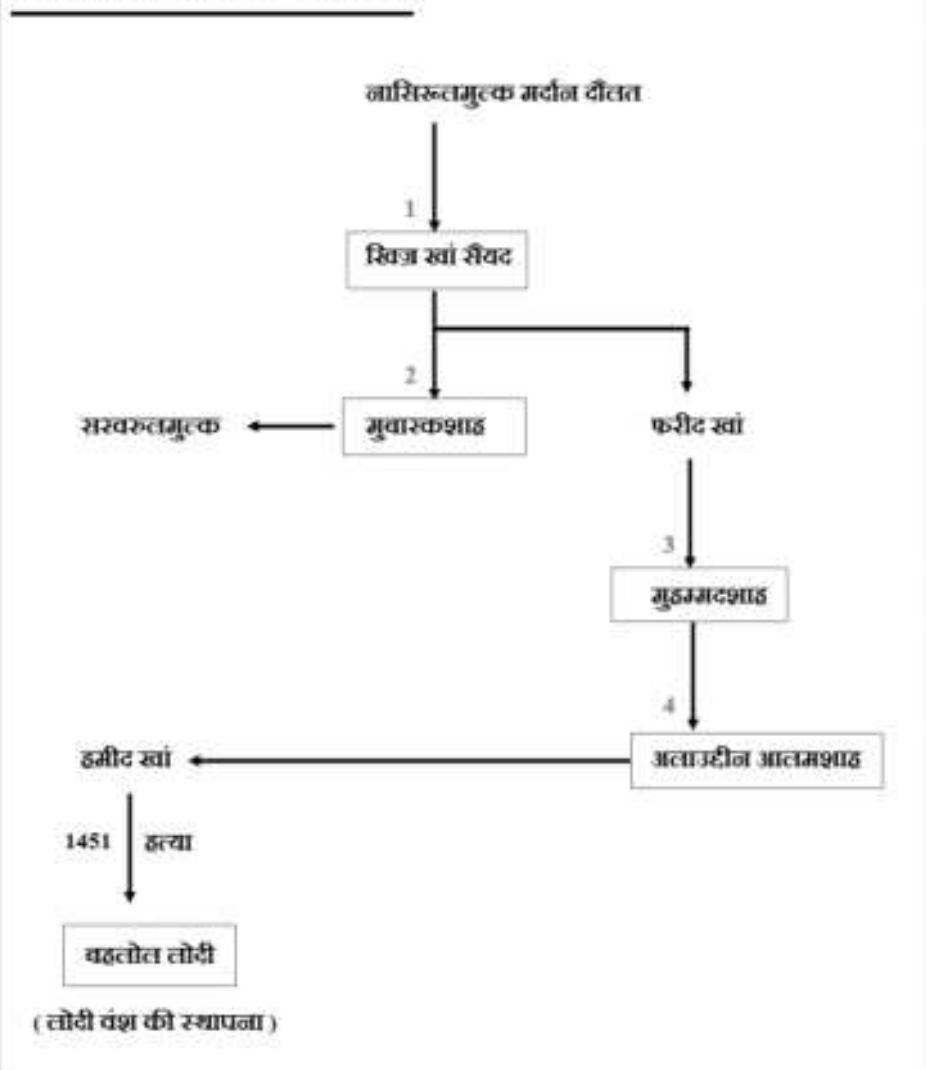 नासिरूलमुल्क मर्दान दौलत
1
खिज्र खां सैयद
2
सरवरुलमुल्क
मुबारकशाह
फरीद खां
3
मुहम्मदशाह
4
हमीद खां
अलाउद्दीन आलमशाह
1451 हत्या
बहलोल लोदी
( लोदी वंश की स्थापना )